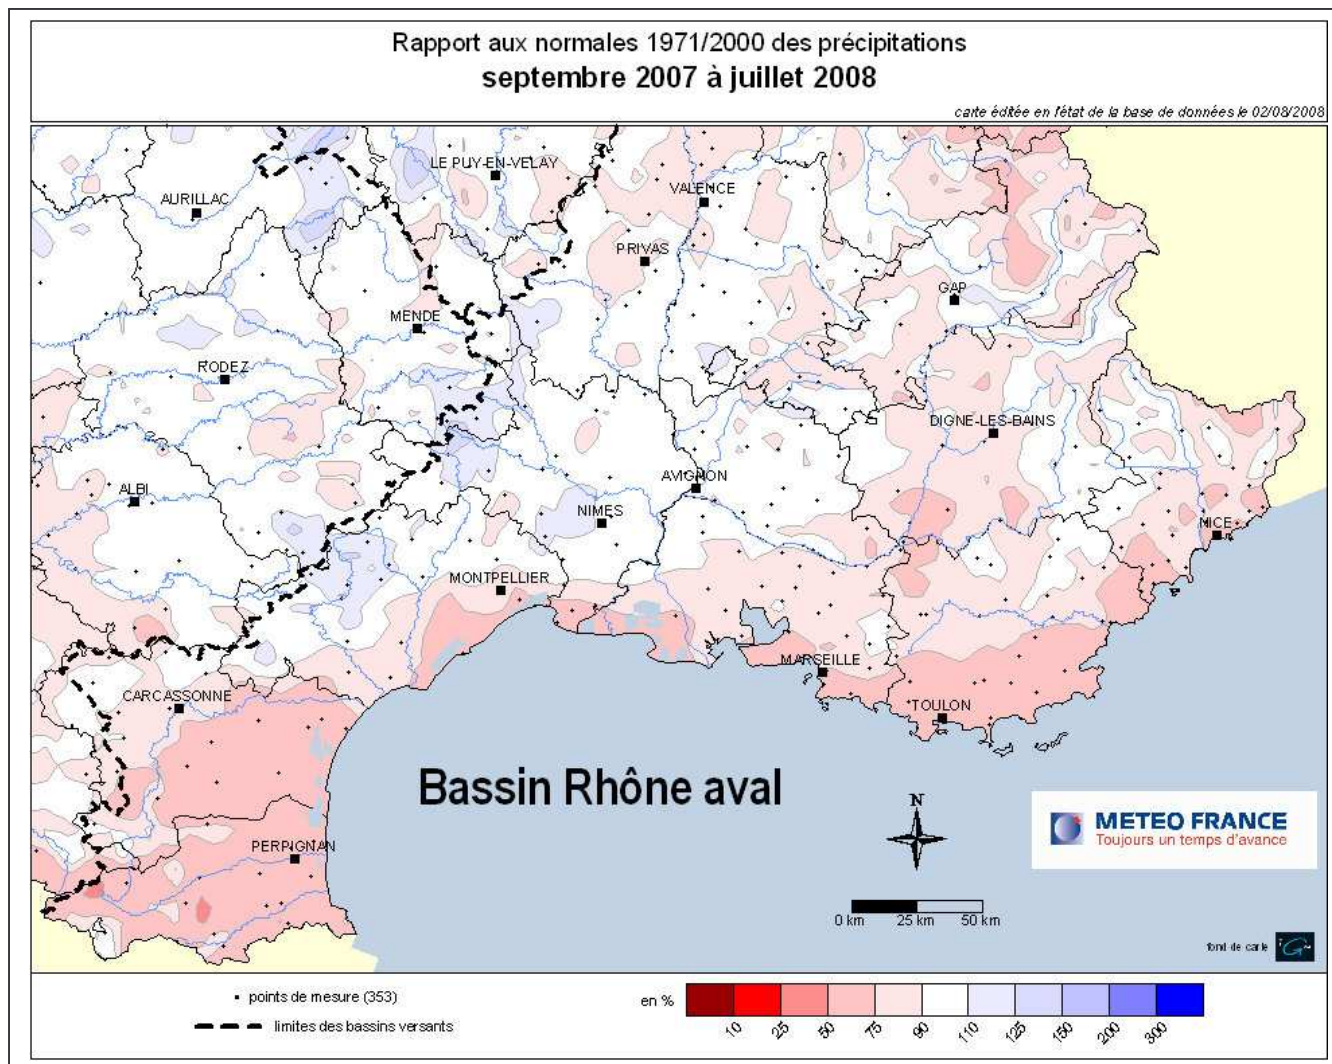 Rapport aux normales 1971/2000 des précipitations
septembre 2007 à juillet 2008
carte éditée en l'état de la base de données le 02/08/2008
LE PUY-EN-VELAY
AURILLAC
VALENCE
PRIVAS
GAP
MENDE
RODEZ
DIGNE-LES-BAINS
ALBI
AVIGNON
NIMES
NICE
MONTPELLIER
MARSEILLE
CARCASSONNE
TOULON
Bassin Rhône aval
N
METEO FRANCE
Toujours un temps d'avance
PERPIGNAN
0 km 25 km 50 km
fond de carte
points de mesure (353)
limites des bassins versants
en %
10 25 50 75 90 110 125 150 200 300